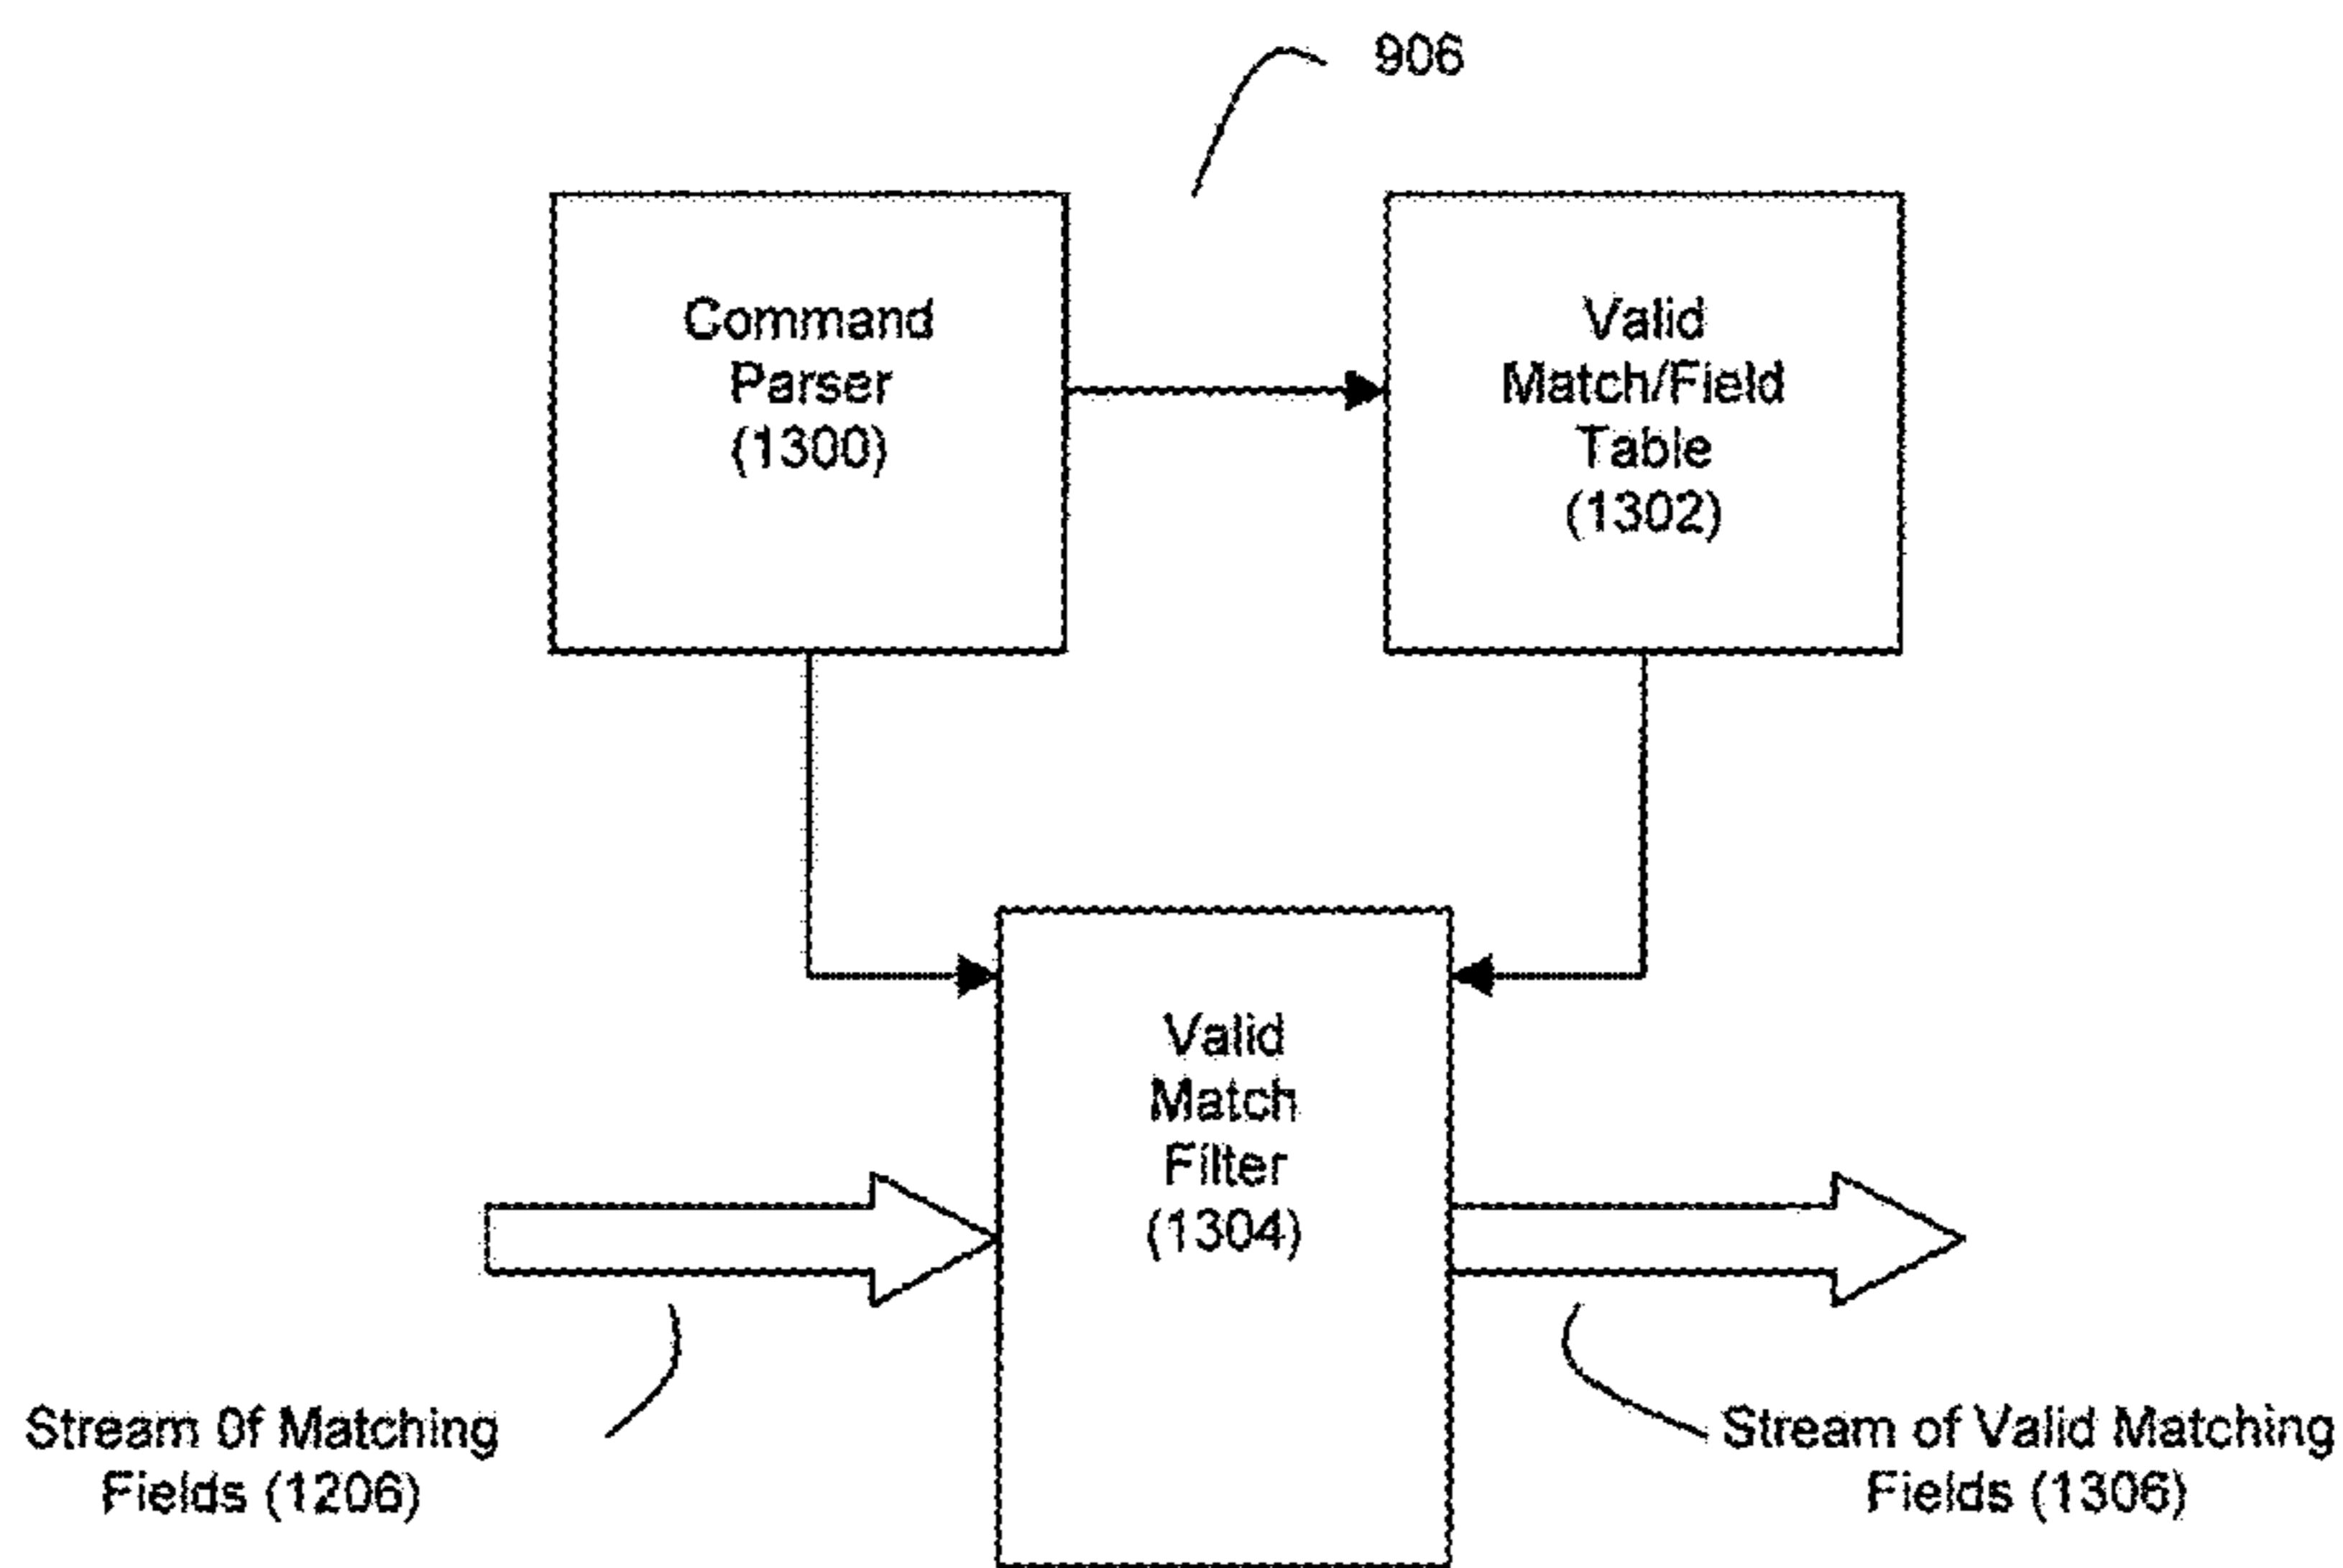 906
Command
Parser
(1300)
Valid
Match/Field
Table
(1302)
Valid
Match
Filter
(1304)
Stream 0f Matching
Fields (1206)
Stream of Valid Matching
Fields (1306)